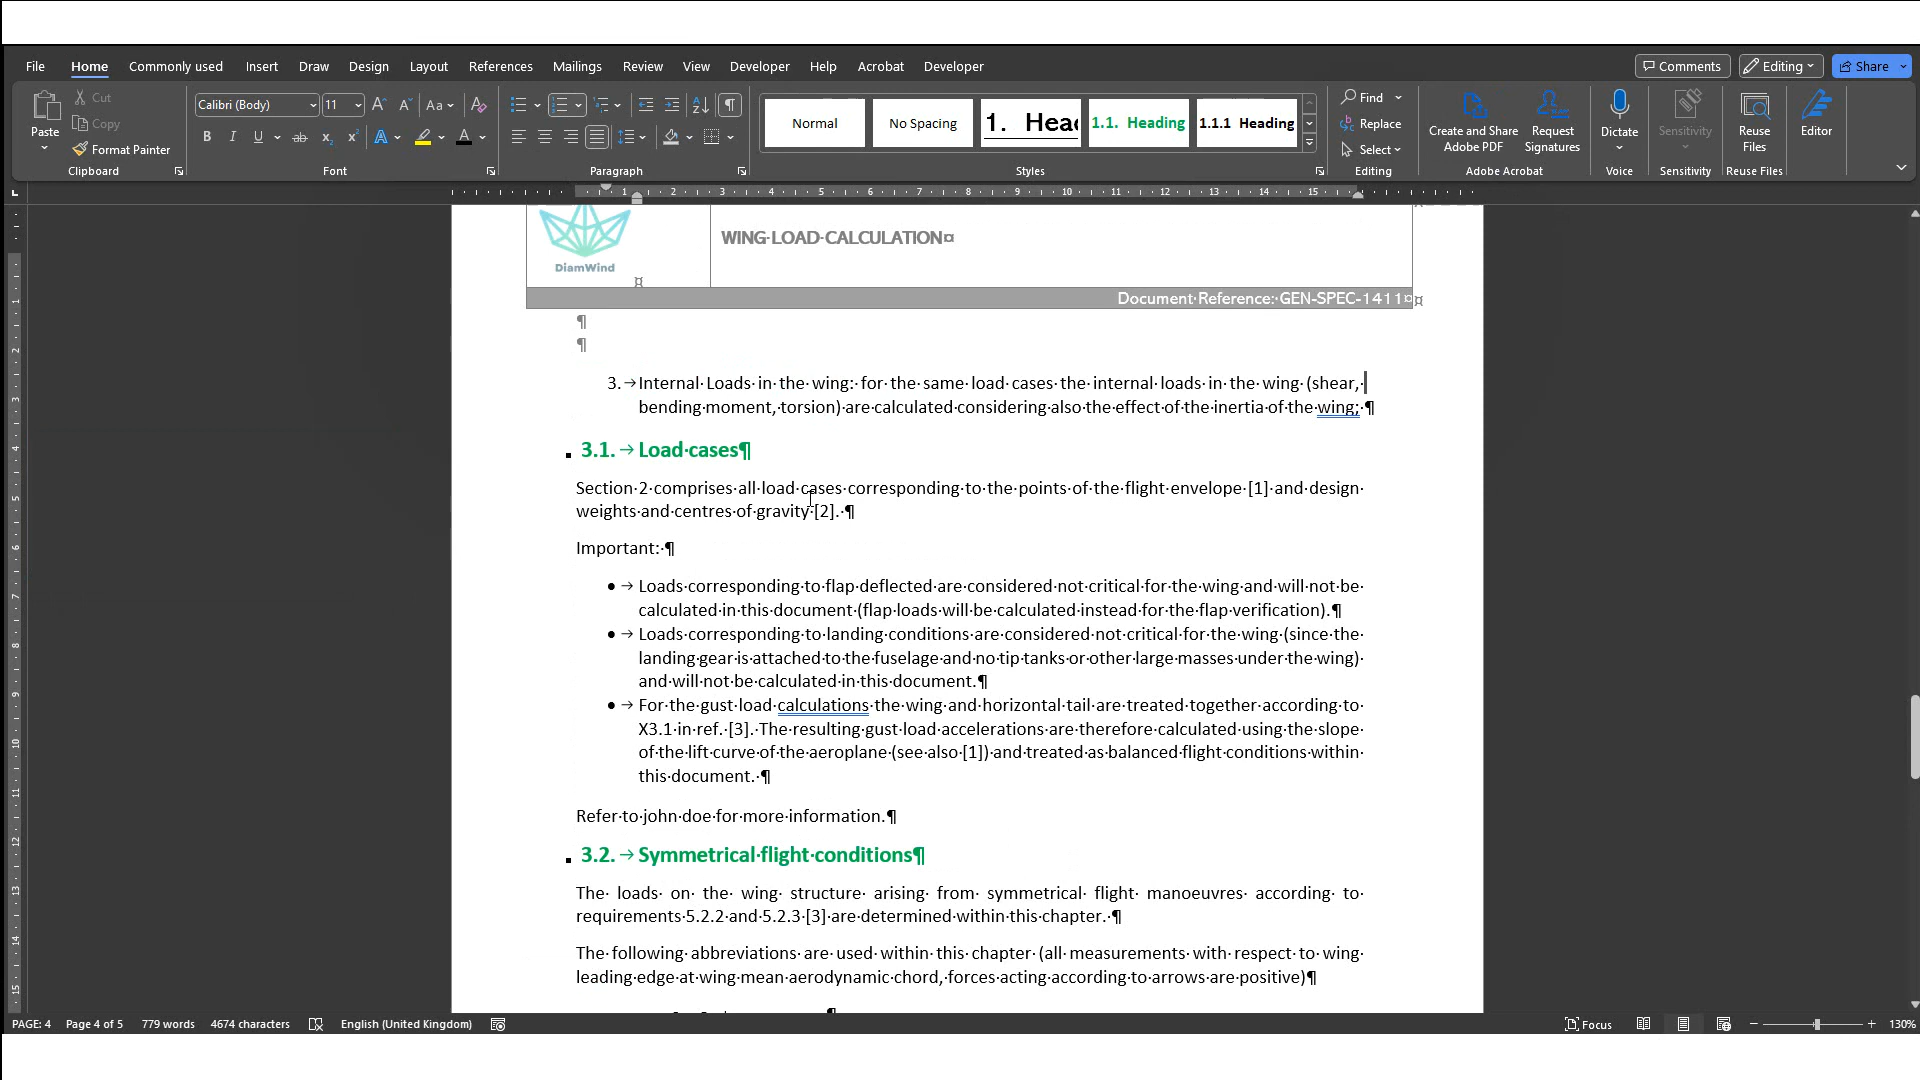 File Home Commonly used Insert Draw Design Layout References Mailings Review View Developer Help Acrobat Developer Comments Editing Share
Paste Cut Copy Format Painter Clipboard
Calibri (Body) 11 Aa Font
Paragraph
Normal No Spacing 1. Head 1.1. Heading 1.1.1 Heading Styles
Find Replace Select Editing
Create and Share Adobe PDF Request Signatures Adobe Acrobat
Dictate Voice
Sensitivity Sensitivity
Reuse Files Reuse Files
Editor
1 2 3 4 5 6 7 8 9 10 11 12 13 14 15
WING LOAD CALCULATION
DiamWind
Document Reference: GEN-SPEC-1411
3. Internal Loads in the wing: for the same load cases the internal loads in the wing (shear,
bending moment, torsion) are calculated considering also the effect of the inertia of the wing;
3.1. Load cases
Section 2 comprises all load cases corresponding to the points of the flight envelope [1] and design
weights and centres of gravity [2].
Important:
• Loads corresponding to flap deflected are considered not critical for the wing and will not be
calculated in this document (flap loads will be calculated instead for the flap verification).
• Loads corresponding to landing conditions are considered not critical for the wing (since the
landing gear is attached to the fuselage and no tip tanks or other large masses under the wing)
and will not be calculated in this document.
• For the gust load calculations the wing and horizontal tail are treated together according to
X3.1 in ref. [3]. The resulting gust load accelerations are therefore calculated using the slope
of the lift curve of the aeroplane (see also [1]) and treated as balanced flight conditions within
this document.
Refer to john doe for more information.
3.2. Symmetrical flight conditions
The loads on the wing structure arising from symmetrical flight manoeuvres according to
requirements 5.2.2 and 5.2.3 [3] are determined within this chapter.
The following abbreviations are used within this chapter (all measurements with respect to wing
leading edge at wing mean aerodynamic chord, forces acting according to arrows are positive)
PAGE: 4 Page 4 of 5 779 words 4674 characters English (United Kingdom) Focus 130%